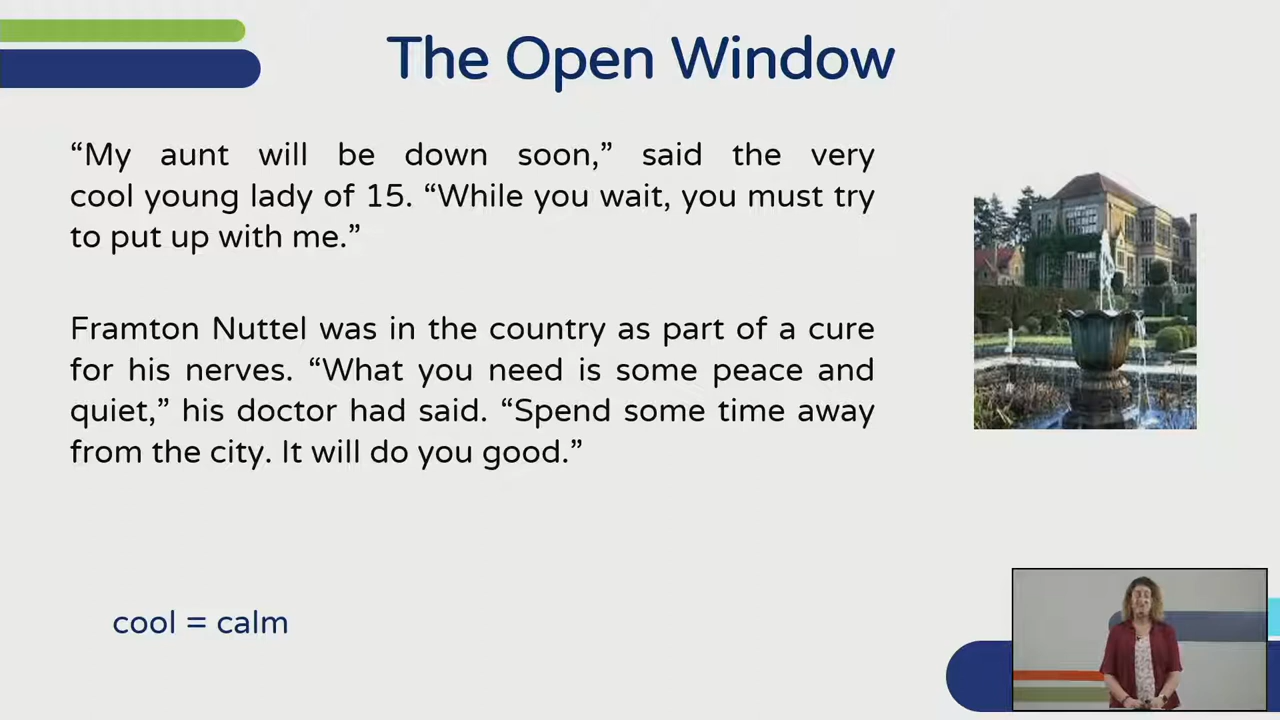 The Open Window
“My aunt will be down soon,” said the very
cool young lady of 15. “While you wait, you must try
to put up with me.”
Framton Nuttel was in the country as part of a cure
for his nerves. “What you need is some peace and
quiet,” his doctor had said. “Spend some time away
from the city. It will do you good.”
cool = calm